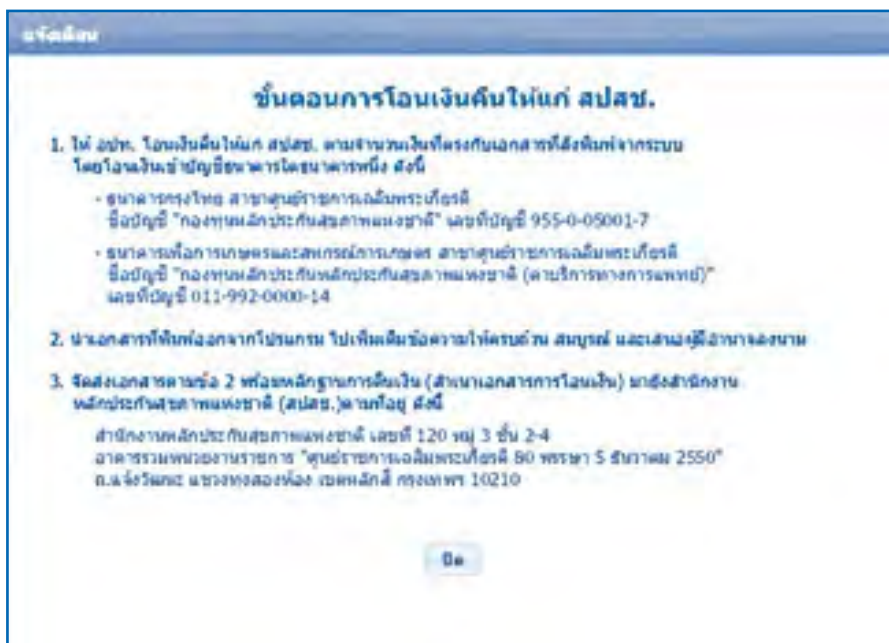 แจ้งเตือน
ขั้นตอนการโอนเงินคืนให้แก่ สปสช.
1. ให้ อปท. โอนเงินคืนให้แก่ สปสช. ตามจำนวนเงินที่ตรงกับเอกสารที่สั่งพิมพ์จากระบบ
โดยโอนเงินเข้าบัญชีธนาคารใดธนาคารหนึ่ง ดังนี้
- ธนาคารกรุงไทย สาขาศูนย์ราชการเฉลิมพระเกียรติ
ชื่อบัญชี "กองทุนหลักประกันสุขภาพแห่งชาติ" เลขที่บัญชี 955-0-05001-7
- ธนาคารเพื่อการเกษตรและสหกรณ์การเกษตร สาขาศูนย์ราชการเฉลิมพระเกียรติ
ชื่อบัญชี "กองทุนหลักประกันหลักประกันสุขภาพแห่งชาติ (ค่าบริการทางการแพทย์)"
เลขที่บัญชี 011-992-0000-14
2. นำเอกสารที่พิมพ์ออกจากโปรแกรม ไปเพิ่มเติมข้อความให้ครบถ้วน สมบูรณ์ และเสนอผู้มีอำนาจลงนาม
3. จัดส่งเอกสารตามข้อ 2 พร้อมหลักฐานการคืนเงิน (สำเนาเอกสารการโอนเงิน) มายังสำนักงาน
หลักประกันสุขภาพแห่งชาติ (สปสช.)ตามที่อยู่ ดังนี้
สำนักงานหลักประกันสุขภาพแห่งชาติ เลขที่ 120 หมู่ 3 ชั้น 2-4
อาคารรวมหน่วยงานราชการ "ศูนย์ราชการเฉลิมพระเกียรติ 80 พรรษา 5 ธันวาคม 2550"
ถ.แจ้งวัฒนะ แขวงทุ่งสองห้อง เขตหลักสี่ กรุงเทพฯ 10210
ปิด